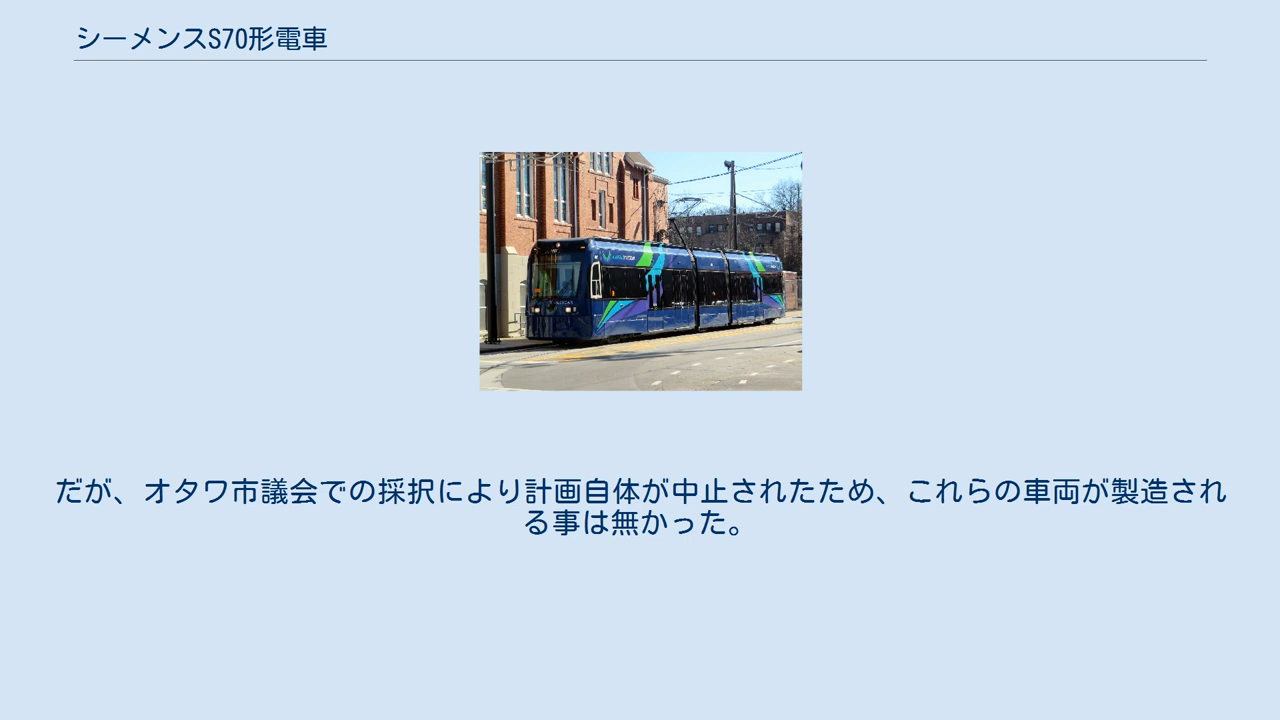 シーメンスS70形電車
だが、オタワ市議会での採択により計画自体が中止されたため、これらの車両が製造され
る事は無かった。